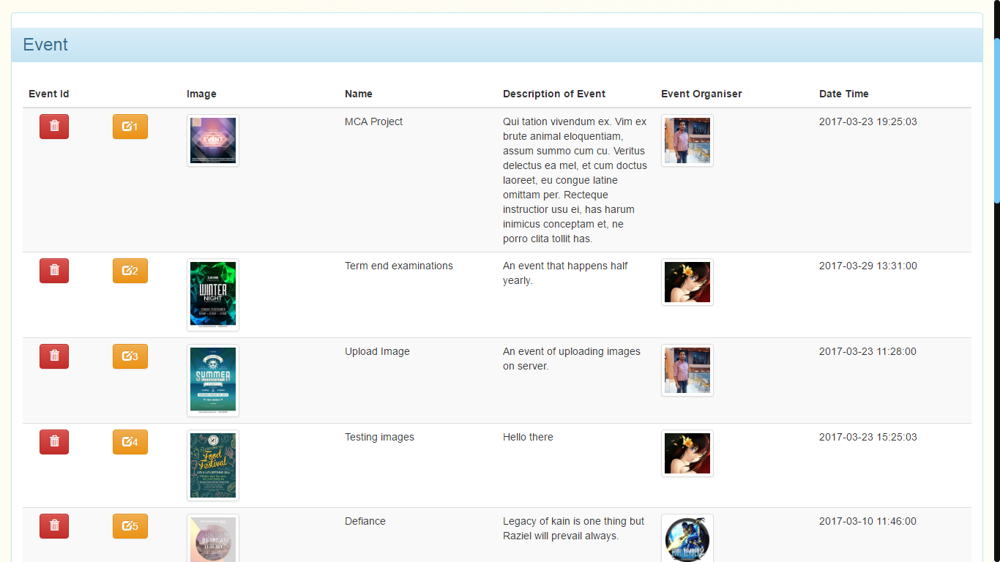 Event
Event Id Image Name Description of Event Event Organiser Date Time
1 MCA Project Qui tation vivendum ex. Vim ex 2017-03-23 19:25:03
brute animal eloquentiam,
assum summo cum cu. Veritus
delectus ea mel, et cum doctus
laoreet, eu congue latine
omittam per. Recteque
instructior usu ei, has harum
inimicus conceptam et, ne
porro clita tollit has.
EVENT
2 Term end examinations An event that happens half 2017-03-29 13:31:00
yearly.
WINTER
NIGHT
3 Upload Image An event of uploading images 2017-03-23 11:28:00
on server.
SUMMER
4 Testing images Hello there 2017-03-23 15:25:03
Food
Festival
5 Defiance Legacy of kain is one thing but 2017-03-10 11:46:00
Raziel will prevail always.
RETREAT